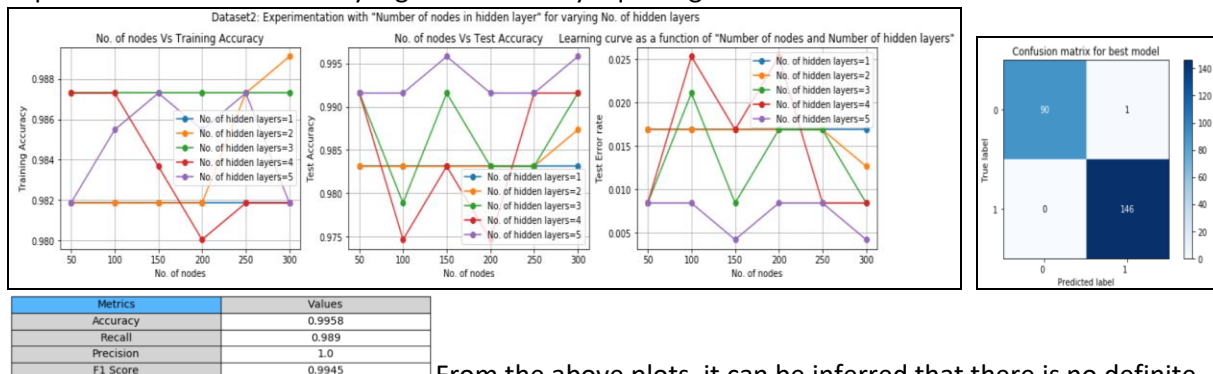 Dataset2: Experimentation with "Number of nodes in hidden layer" for varying No. of hidden layers
No. of nodes Vs Training Accuracy
0.988
0.986
0.984
0.982
0.980
Training Accuracy
No. of hidden layers=1
No. of hidden layers=2
No. of hidden layers=3
No. of hidden layers=4
No. of hidden layers=5
50 100 150 200 250 300
No. of nodes
No. of nodes Vs Test Accuracy
0.995
0.990
0.985
0.980
0.975
Test Accuracy
No. of hidden layers=1
No. of hidden layers=2
No. of hidden layers=3
No. of hidden layers=4
No. of hidden layers=5
50 100 150 200 250 300
No. of nodes
Learning curve as a function of "Number of nodes and Number of hidden layers"
0.025
0.020
0.015
0.010
0.005
Test Error rate
No. of hidden layers=1
No. of hidden layers=2
No. of hidden layers=3
No. of hidden layers=4
No. of hidden layers=5
50 100 150 200 250 300
No. of nodes
Confusion matrix for best model
True label
0 90 1
1 0 146
0 1
Predicted label
140
120
100
80
60
40
20
0
Metrics Values
Accuracy 0.9958
Recall 0.989
Precision 1.0
F1 Score 0.9945
From the above plots, it can be inferred that there is no definite